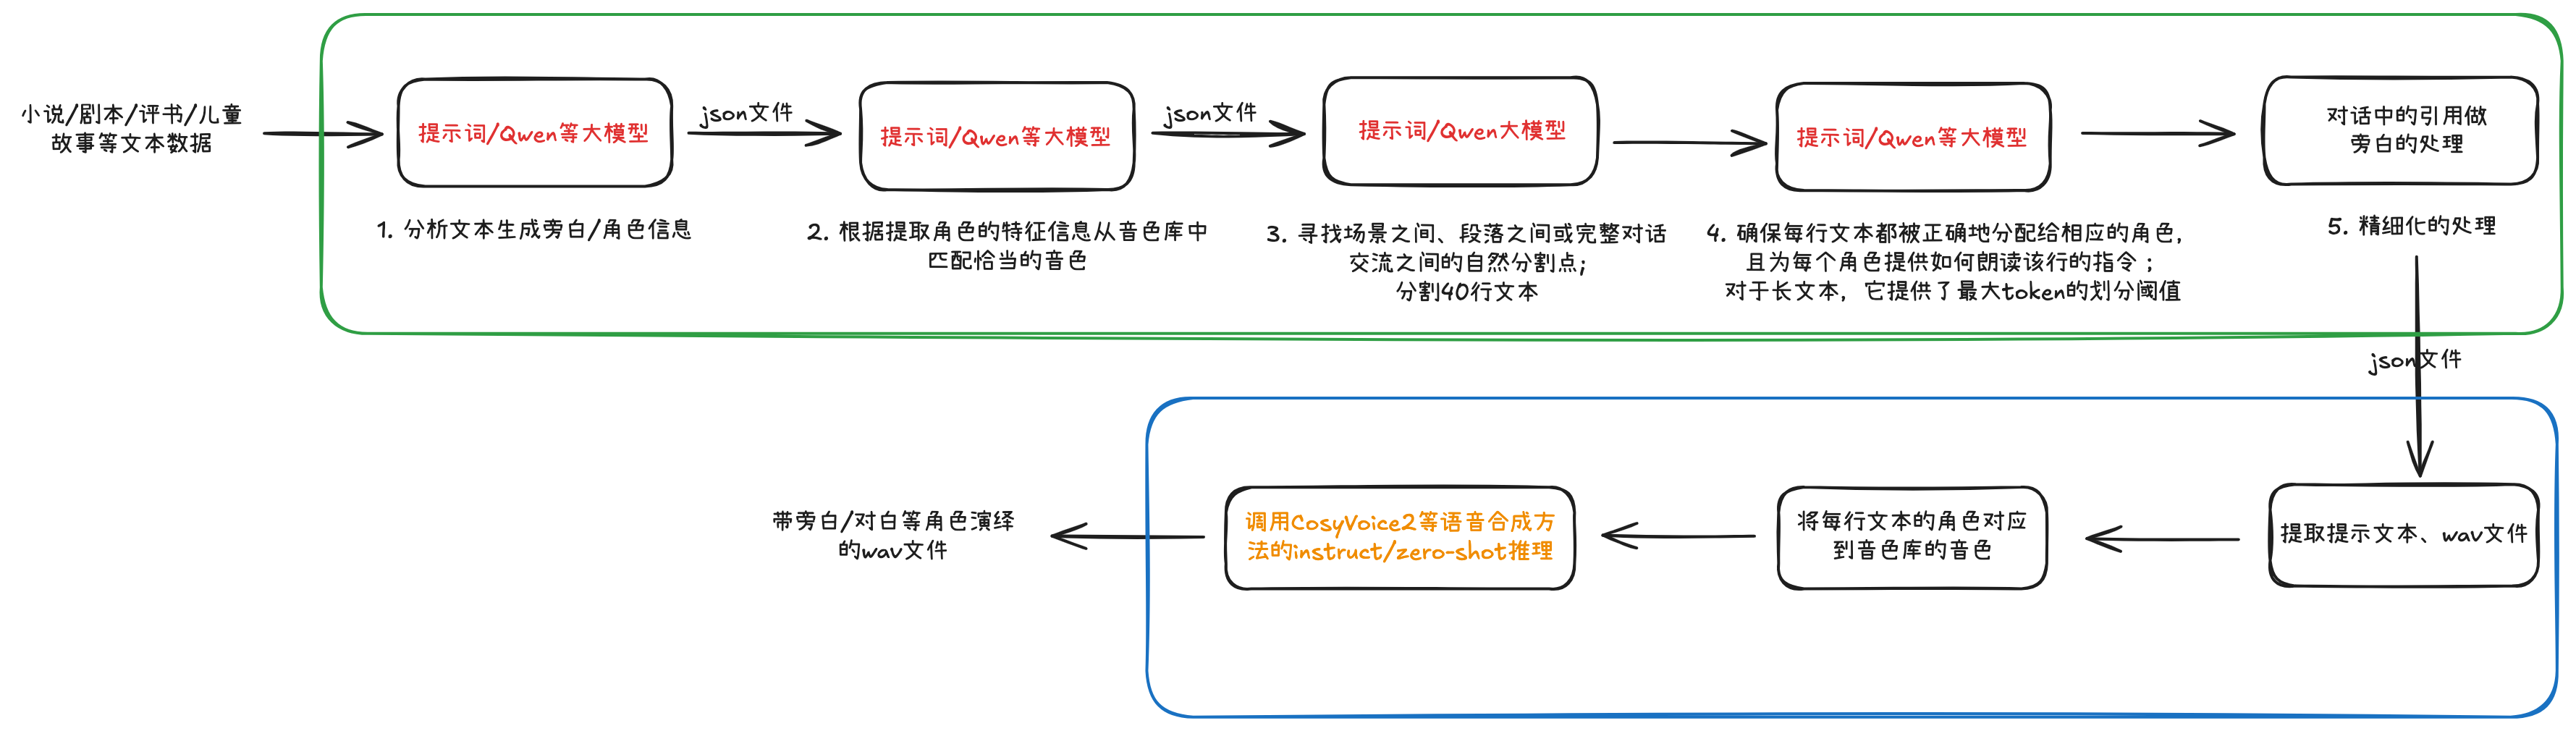 小说/剧本/评书/儿童
故事等文本数据
提示词/Qwen等大模型
json文件
提示词/Qwen等大模型
json文件
提示词/Qwen大模型
提示词/Qwen等大模型
对话中的引用做
旁白的处理
1. 分析文本生成旁白/角色信息
2. 根据提取角色的特征信息从音色库中
匹配恰当的音色
3. 寻找场景之间、段落之间或完整对话
交流之间的自然分割点;
分割40行文本
4. 确保每行文本都被正确地分配给相应的角色,
且为每个角色提供如何朗读该行的指令;
对于长文本, 它提供了最大token的划分阈值
5. 精细化的处理
json文件
提取提示文本、wav文件
将每行文本的角色对应
到音色库的音色
调用CosyVoice2等语音合成方
法的instruct/zero-shot推理
带旁白/对白等角色演绎
的wav文件